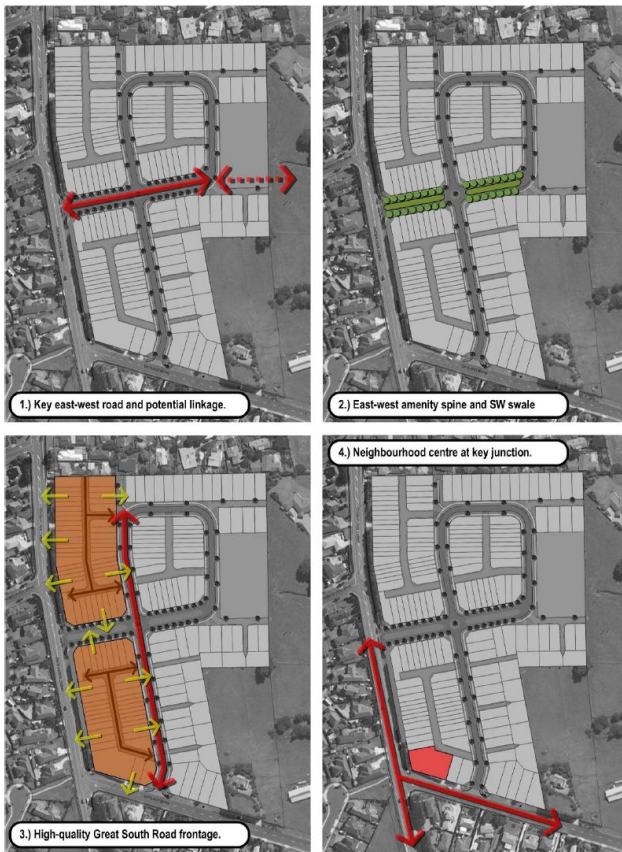 1.) Key east-west road and potential linkage.
2.) East-west amenity spine and SW swale
3.) High-quality Great South Road frontage.
4.) Neighbourhood centre at key junction.